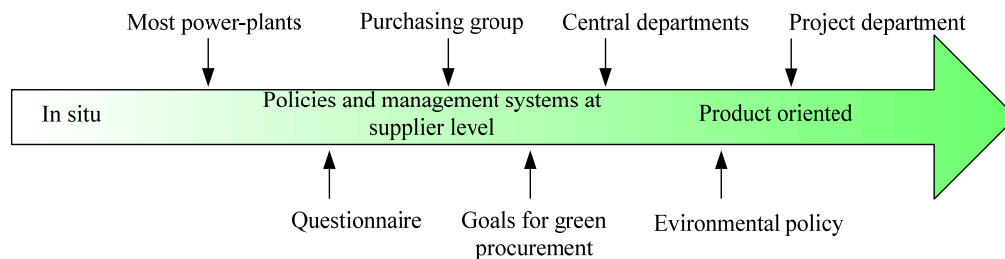 Most power-plants
Purchasing group
Central departments
Project department
In situ
Policies and management systems at
supplier level
Product oriented
Questionnaire
Goals for green
procurement
Evironmental policy